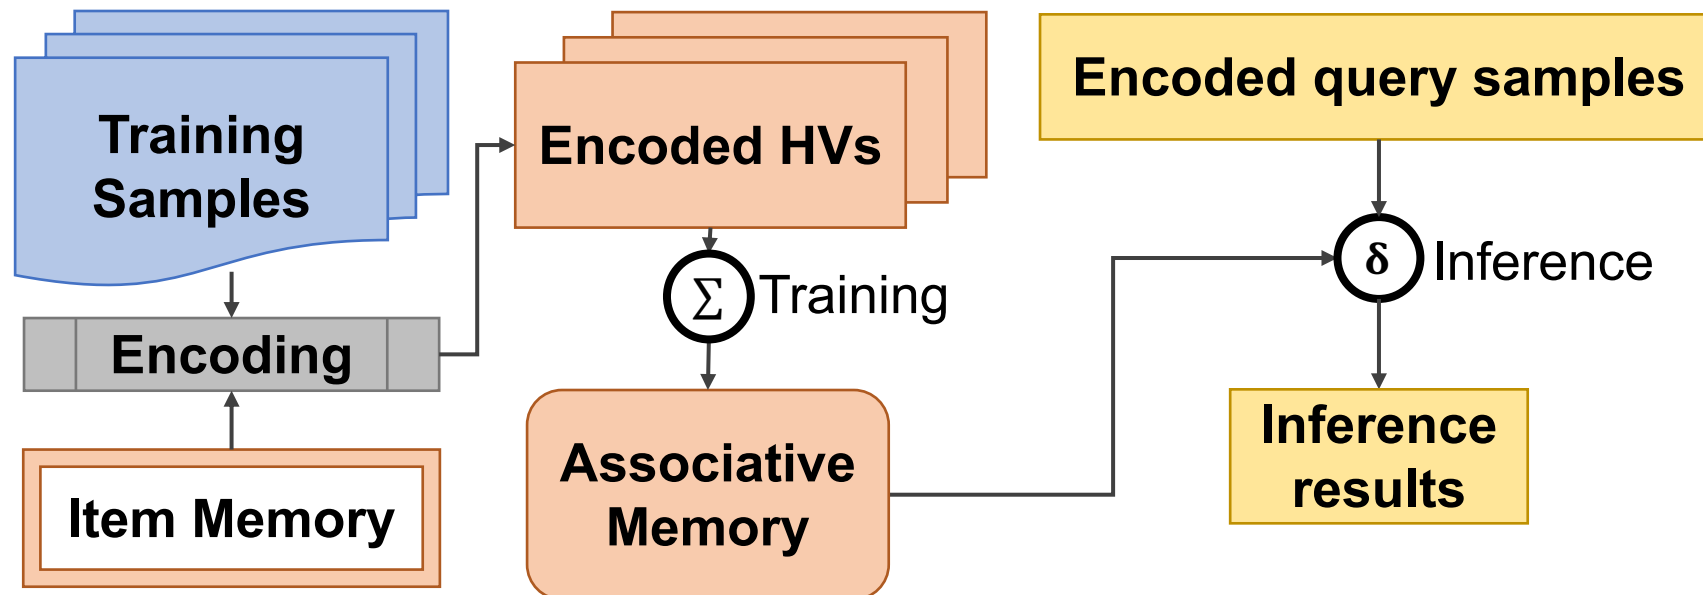 Training
Samples
Encoding
Item Memory
Encoded HVs
∑ Training
Associative
Memory
Encoded query samples
δ Inference
Inference
results